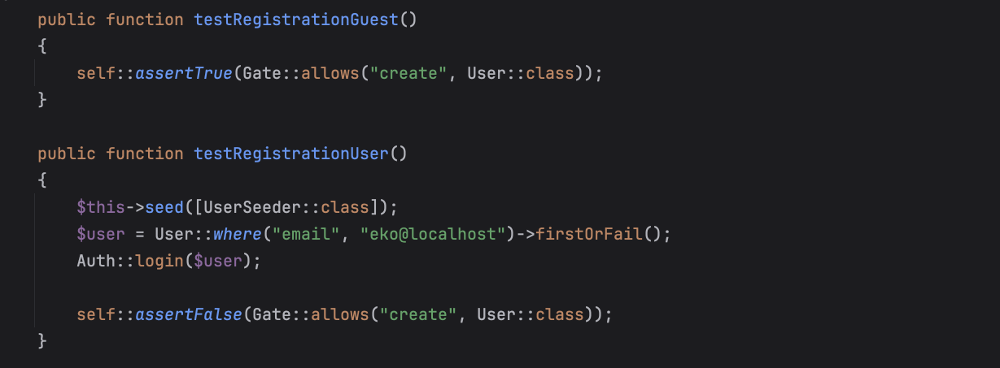 public function testRegistrationGuest()
{
    self::assertTrue(Gate::allows("create", User::class));
}

public function testRegistrationUser()
{
    $this->seed([UserSeeder::class]);
    $user = User::where("email", "eko@localhost")->firstOrFail();
    Auth::login($user);

    self::assertFalse(Gate::allows("create", User::class));
}